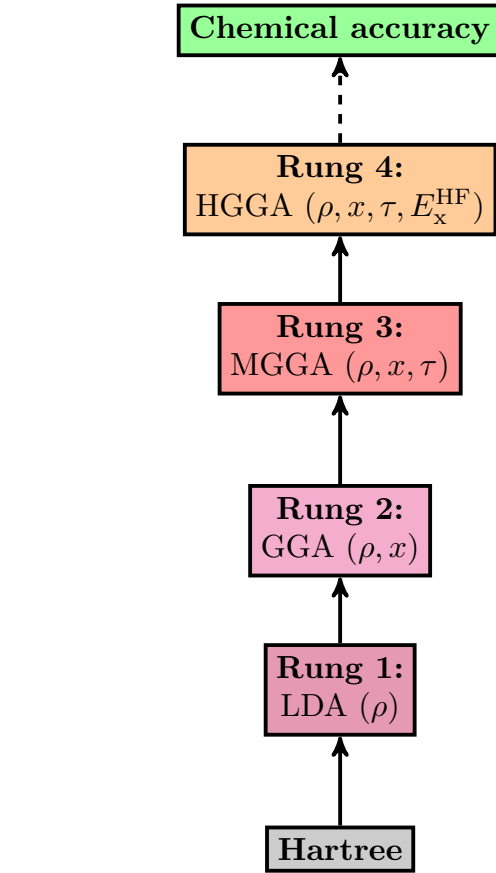 Chemical accuracy
Rung 4:
HGGA (ρ, x, τ, E_x^HF)
Rung 3:
MGGA (ρ, x, τ)
Rung 2:
GGA (ρ, x)
Rung 1:
LDA (ρ)
Hartree